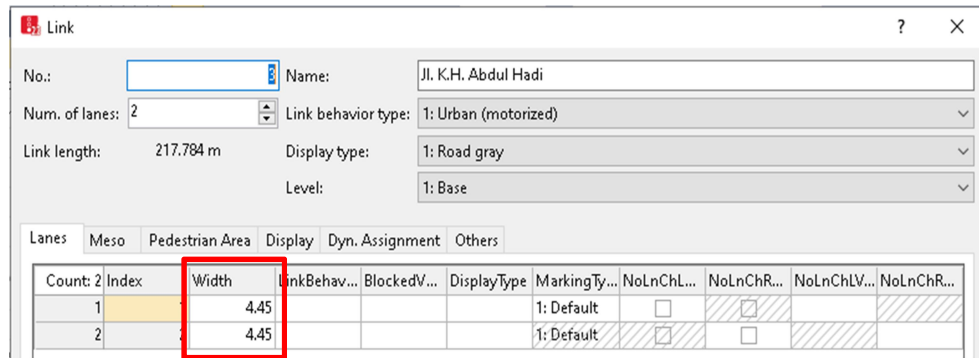 Link ? X
No.: 3 Name: Jl. K.H. Abdul Hadi
Num. of lanes: 2 Link behavior type: 1: Urban (motorized)
Link length: 217.784 m Display type: 1: Road gray
Level: 1: Base
Lanes Meso Pedestrian Area Display Dyn. Assignment Others
Count: 2 Index Width LinkBehav... BlockedV... DisplayType MarkingTy... NoLnChL... NoLnChR... NoLnChLV... NoLnChR...
1 1 4.45 1: Default
2 2 4.45 1: Default